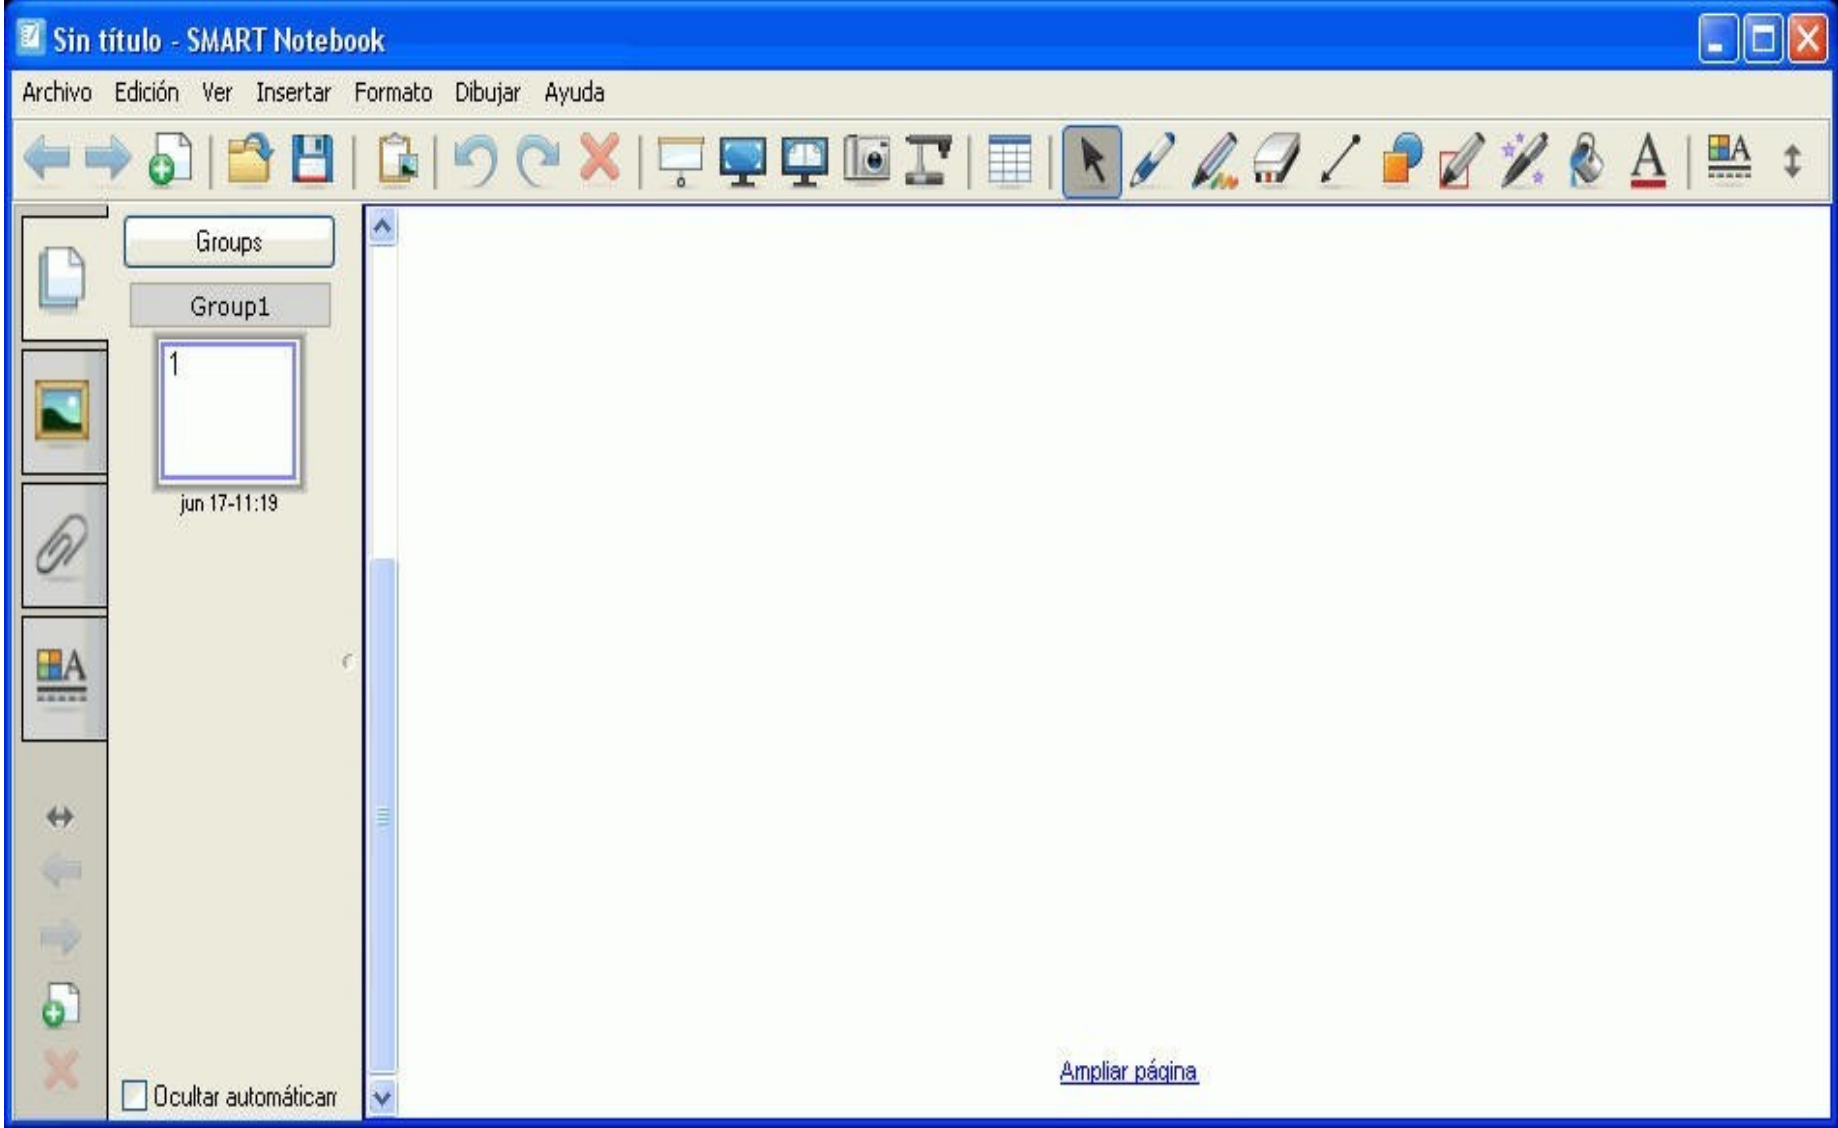 Sin título - SMART Notebook
Archivo Edición Ver Insertar Formato Dibujar Ayuda
Groups
Group1
1
jun 17-11:19
Ampliar página
Ocultar automátican